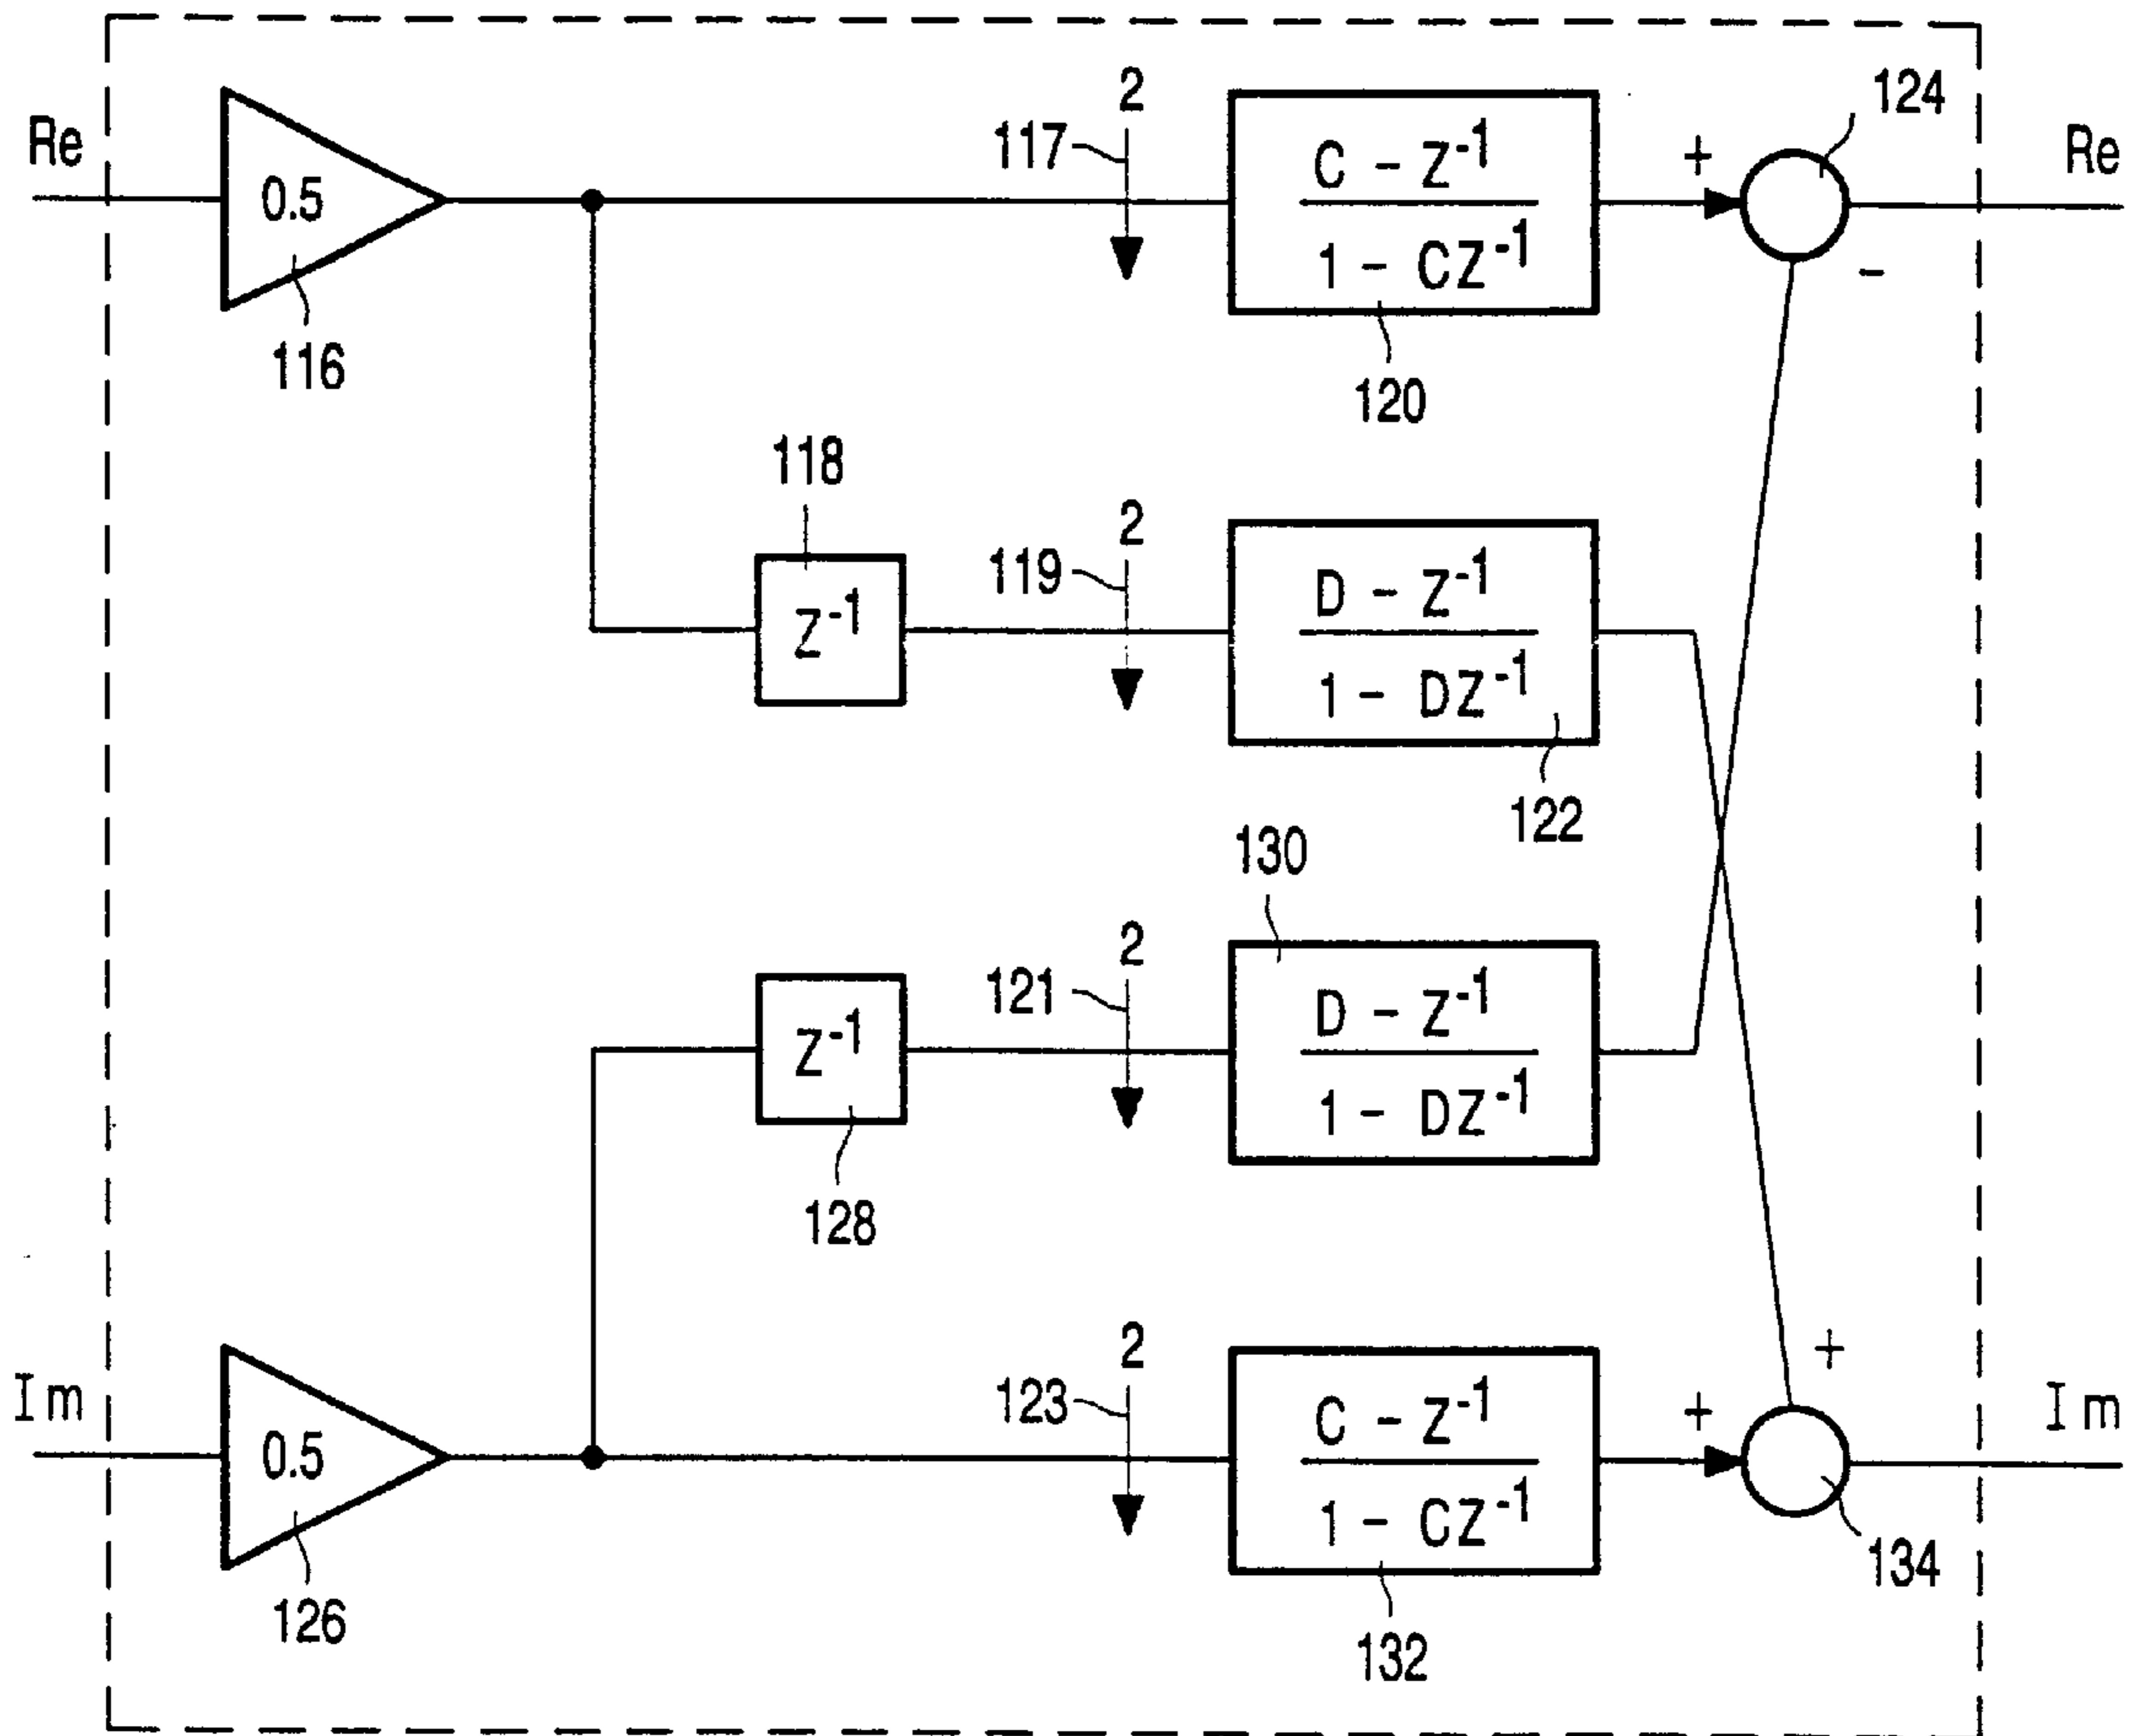 2
124
Re
117
C - Z⁻¹
+
Re
0.5
1 - CZ⁻¹
-
116
120
118
2
119
D - Z⁻¹
Z⁻¹
1 - DZ⁻¹
122
130
2
121
D - Z⁻¹
Z⁻¹
1 - DZ⁻¹
128
2
+
Im
123
C - Z⁻¹
+
Im
0.5
1 - CZ⁻¹
134
126
132